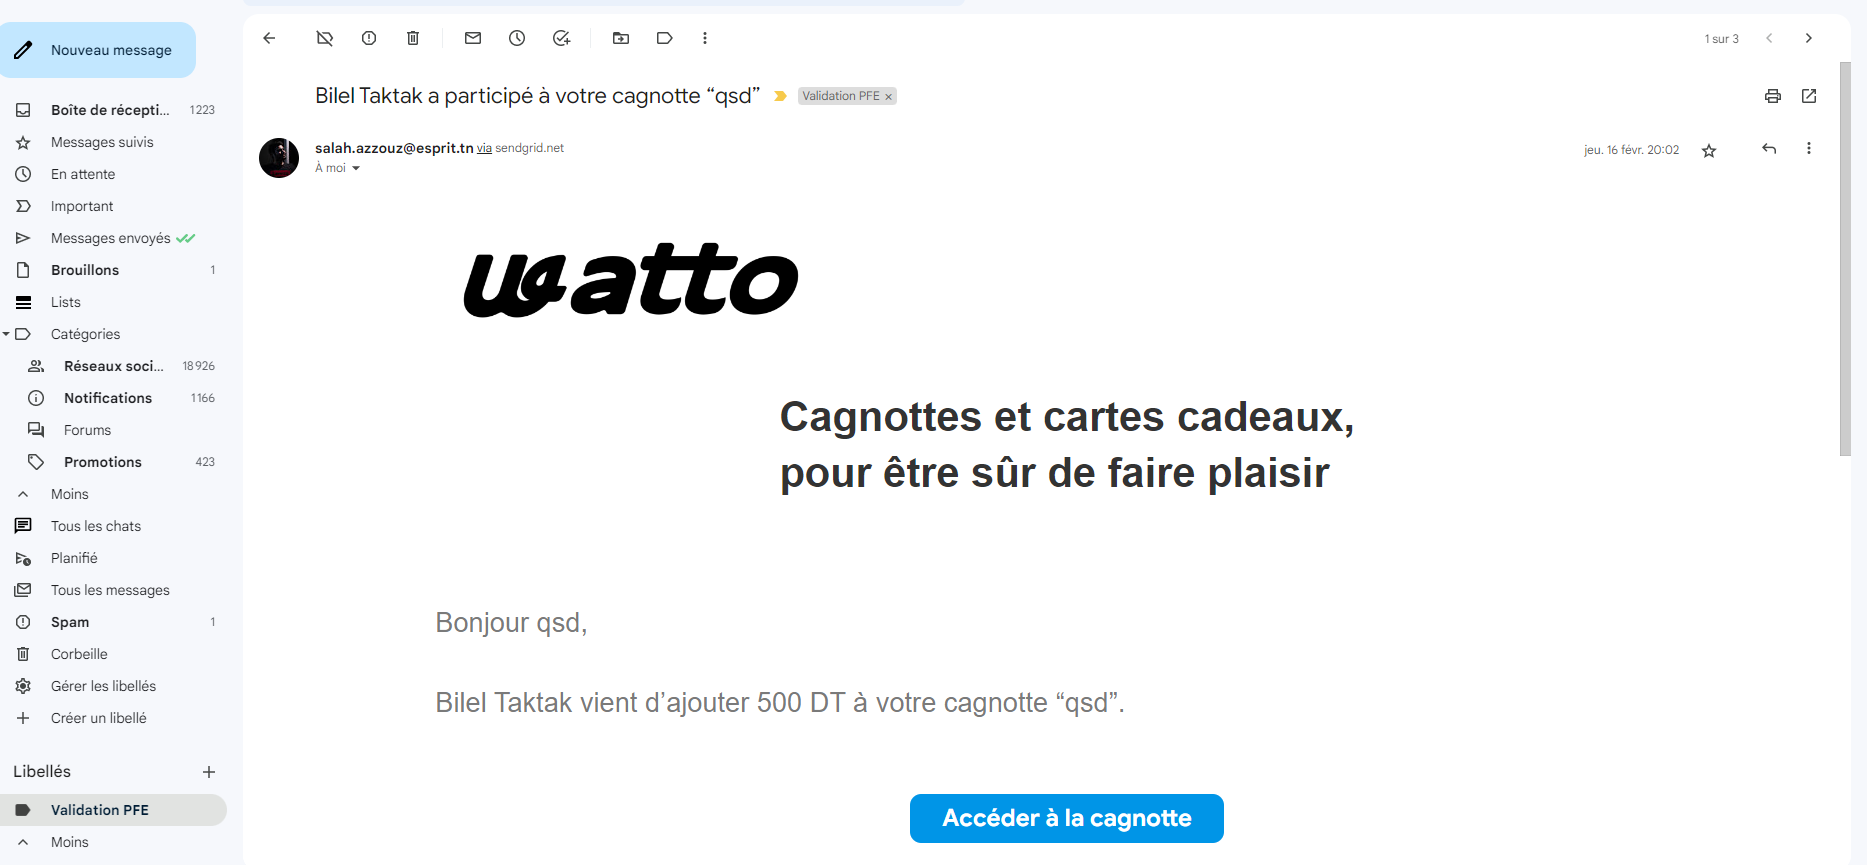 Nouveau message
Boîte de récepti... 1223
Messages suivis
En attente
Important
Messages envoyés
Brouillons 1
Lists
Catégories
Réseaux soci... 18 926
Notifications 1 166
Forums
Promotions 423
Moins
Tous les chats
Planifié
Tous les messages
Spam 1
Corbeille
Gérer les libellés
Créer un libellé
Libellés
Validation PFE
Moins
1 sur 3
Bilel Taktak a participé à votre cagnotte “qsd” Validation PFE ×
salah.azzouz@esprit.tn via sendgrid.net
jeu. 16 févr. 20:02
À moi
watto
Cagnottes et cartes cadeaux,
pour être sûr de faire plaisir
Bonjour qsd,
Bilel Taktak vient d’ajouter 500 DT à votre cagnotte “qsd”.
Accéder à la cagnotte